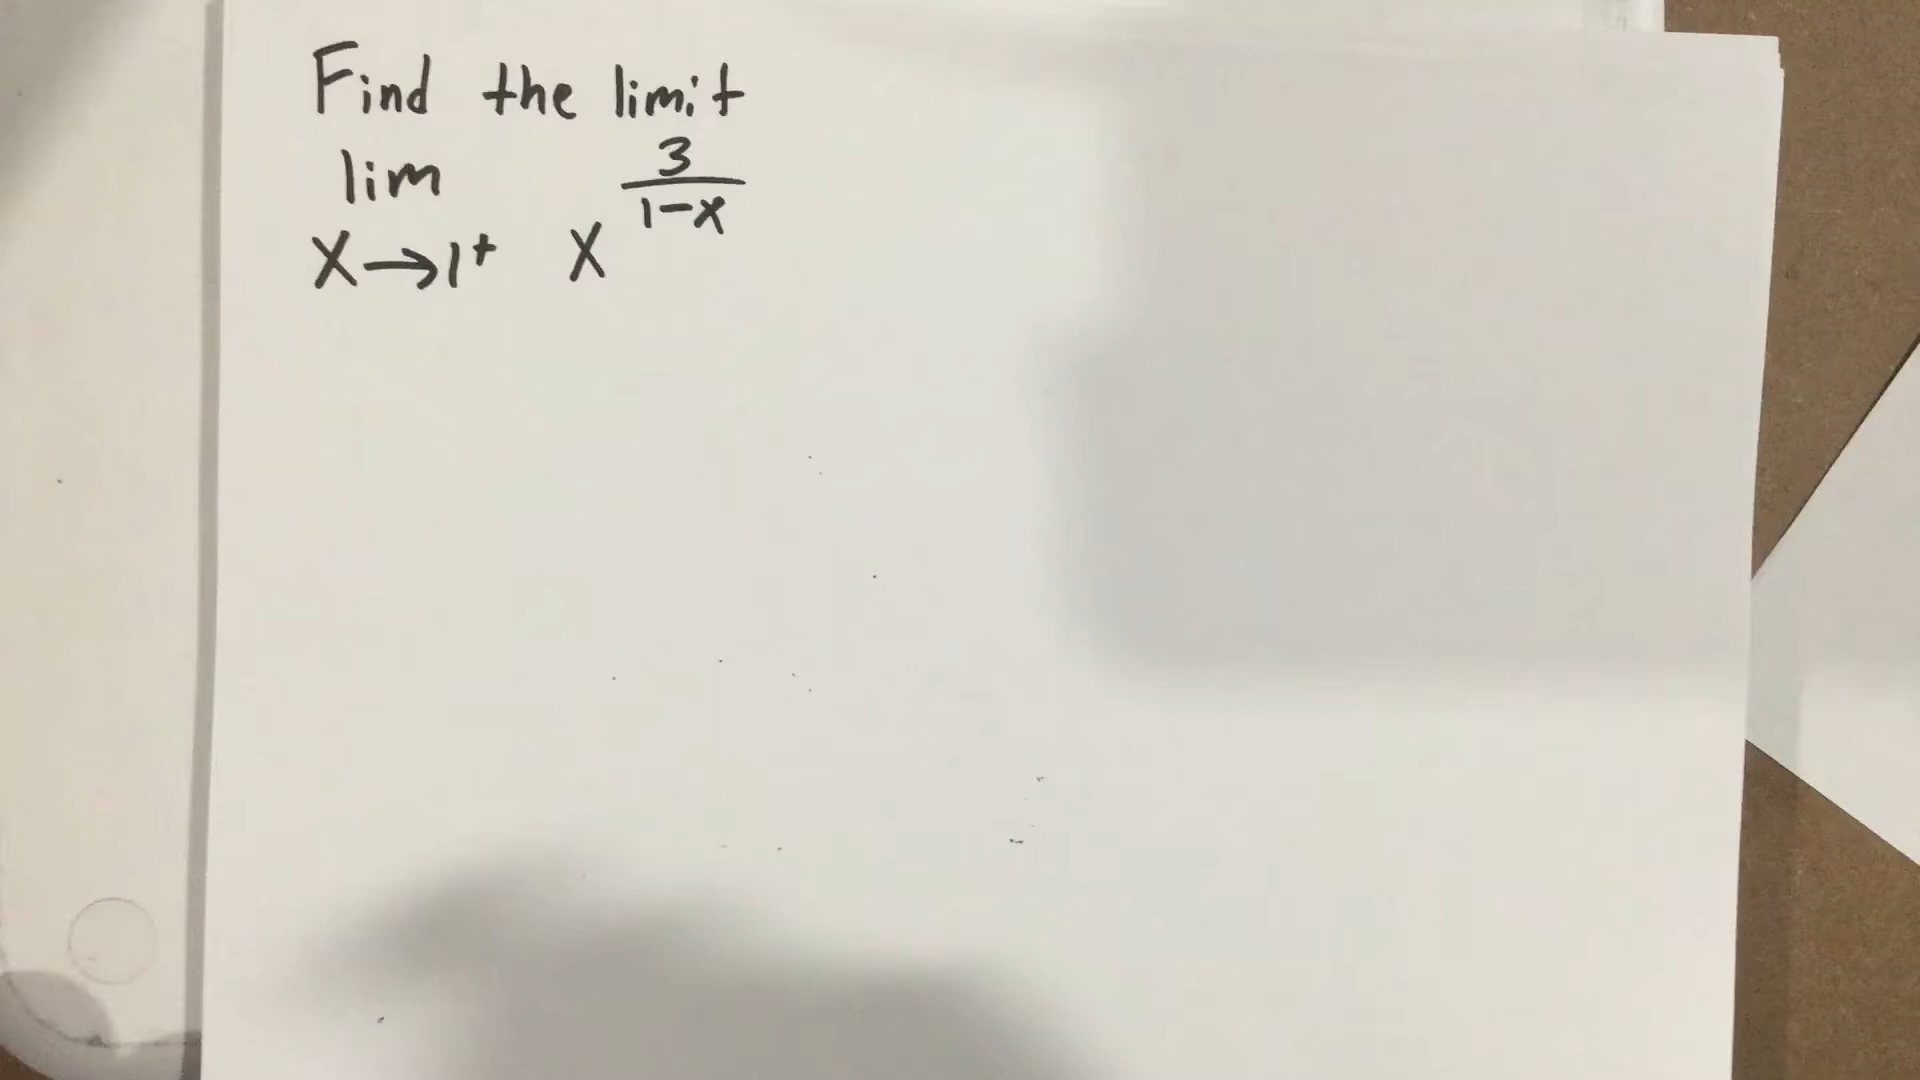 Find the limit
lim x→1⁺ x^(3/(1-x))